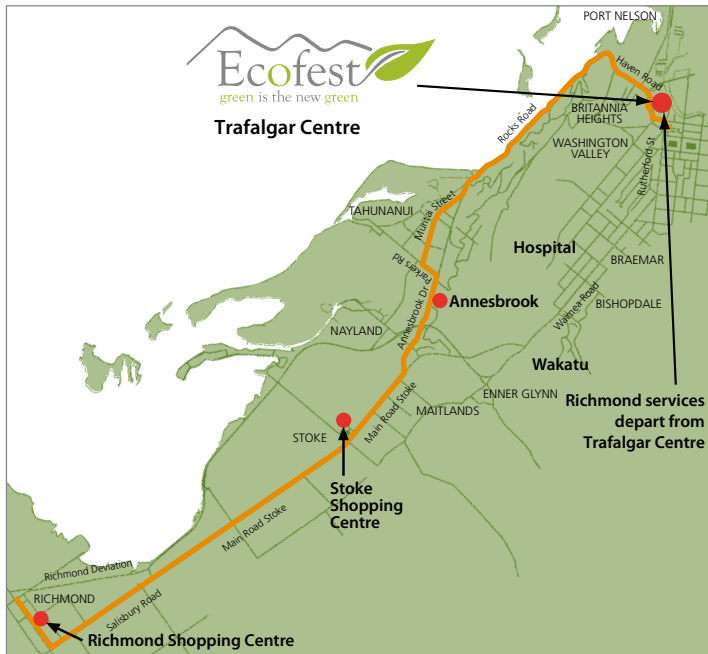 PORT NELSON
Ecofest
green is the new green
Trafalgar Centre
Haven Road
BRITANNIA
HEIGHTS
Rocks Road
WASHINGTON
VALLEY
Rutherford St
TAHUNANUI
Muntai Street
Hospital
Parkers Rd
BRAEMAR
Annesbrook
BISHOPDALE
Waimea Road
Annesbrook Dr
NAYLAND
Wakatu
ENNER GLYNN
MAITLANDS
Main Road Stoke
Richmond services
depart from
Trafalgar Centre
STOKE
Stoke
Shopping
Centre
Main Road Stoke
Richmond Deviation
RICHMOND
Salisbury Road
Richmond Shopping Centre